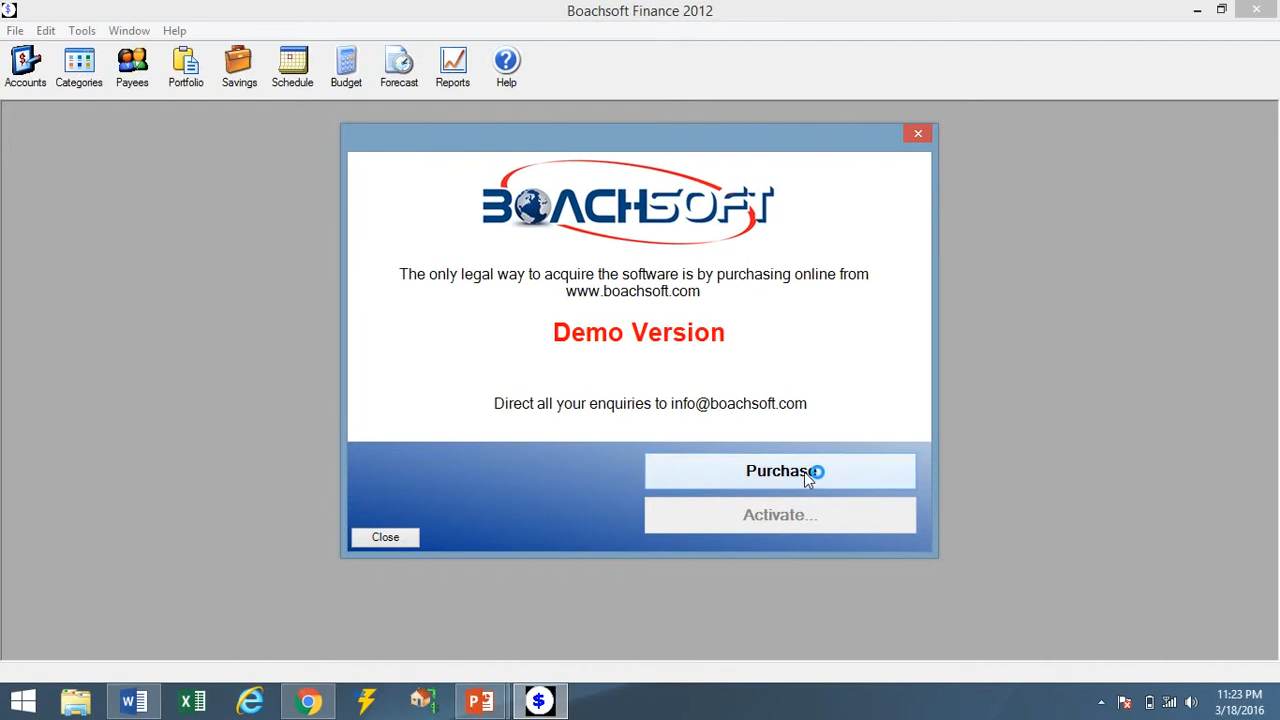 Boachsoft Finance 2012
File Edit Tools Window Help
Accounts Categories Payees Portfolio Savings Schedule Budget Forecast Reports Help
BOACHSOFT
The only legal way to acquire the software is by purchasing online from
www.boachsoft.com
Demo Version
Direct all your enquiries to info@boachsoft.com
Purchase
Activate...
Close
11:23 PM
3/18/2016